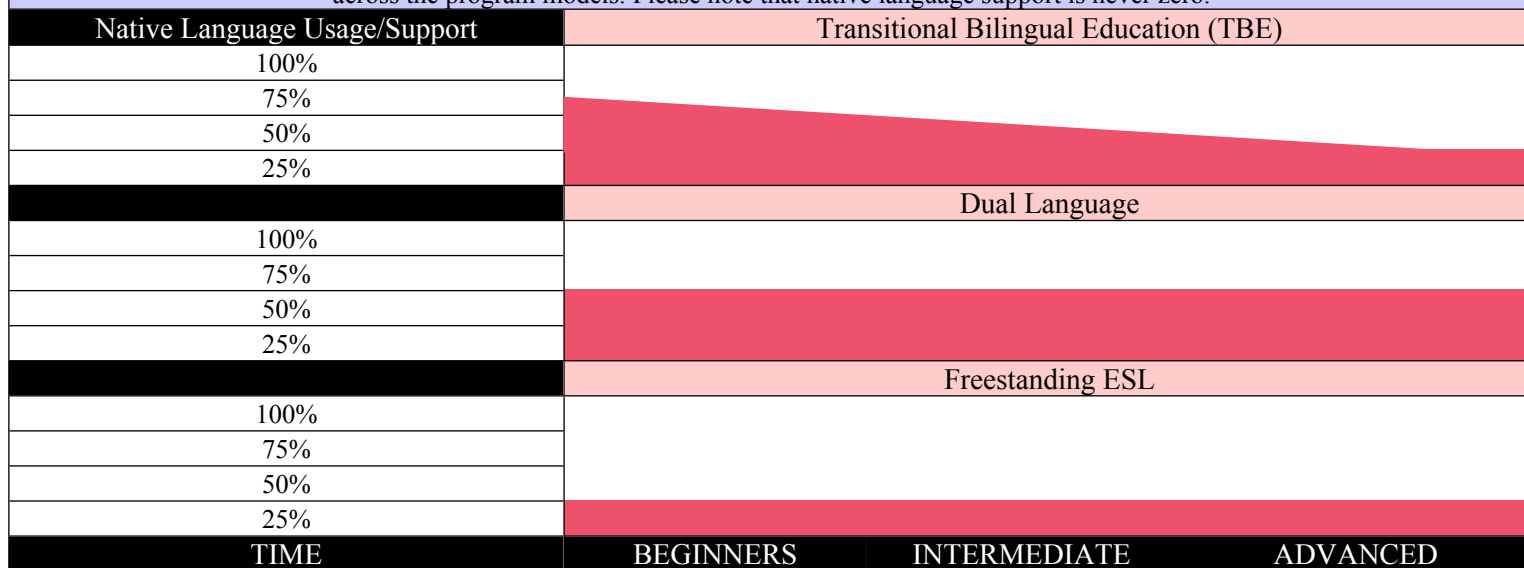 across the program models. Please note that native language support is never zero.
Native Language Usage/Support Transitional Bilingual Education (TBE)
100%
75%
50%
25%
Dual Language
100%
75%
50%
25%
Freestanding ESL
100%
75%
50%
25%
TIME BEGINNERS INTERMEDIATE ADVANCED